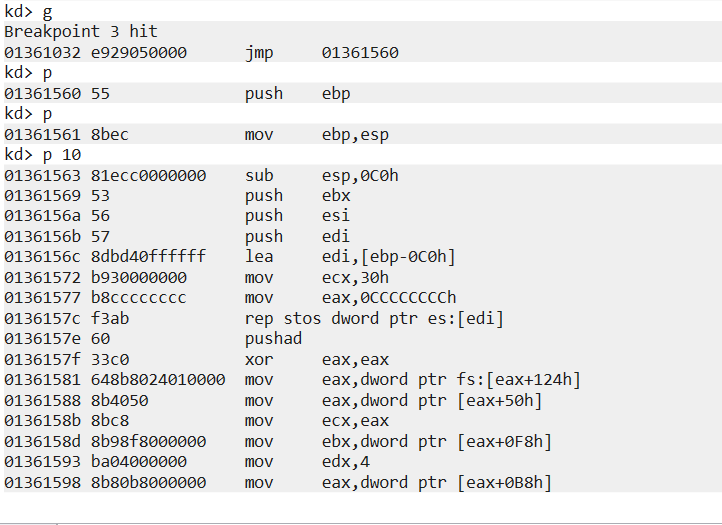 kd> g
Breakpoint 3 hit
01361032 e929050000 jmp 01361560
kd> p
01361560 55 push ebp
kd> p
01361561 8bec mov ebp,esp
kd> p 10
01361563 81ecc0000000 sub esp,0C0h
01361569 53 push ebx
0136156a 56 push esi
0136156b 57 push edi
0136156c 8dbd40ffffff lea edi,[ebp-0C0h]
01361572 b930000000 mov ecx,30h
01361577 b8cccccccc mov eax,0CCCCCCCCh
0136157c f3ab rep stos dword ptr es:[edi]
0136157e 60 pushad
0136157f 33c0 xor eax,eax
01361581 648b8024010000 mov eax,dword ptr fs:[eax+124h]
01361588 8b4050 mov eax,dword ptr [eax+50h]
0136158b 8bc8 mov ecx,eax
0136158d 8b98f8000000 mov ebx,dword ptr [eax+0F8h]
01361593 ba04000000 mov edx,4
01361598 8b80b8000000 mov eax,dword ptr [eax+0B8h]